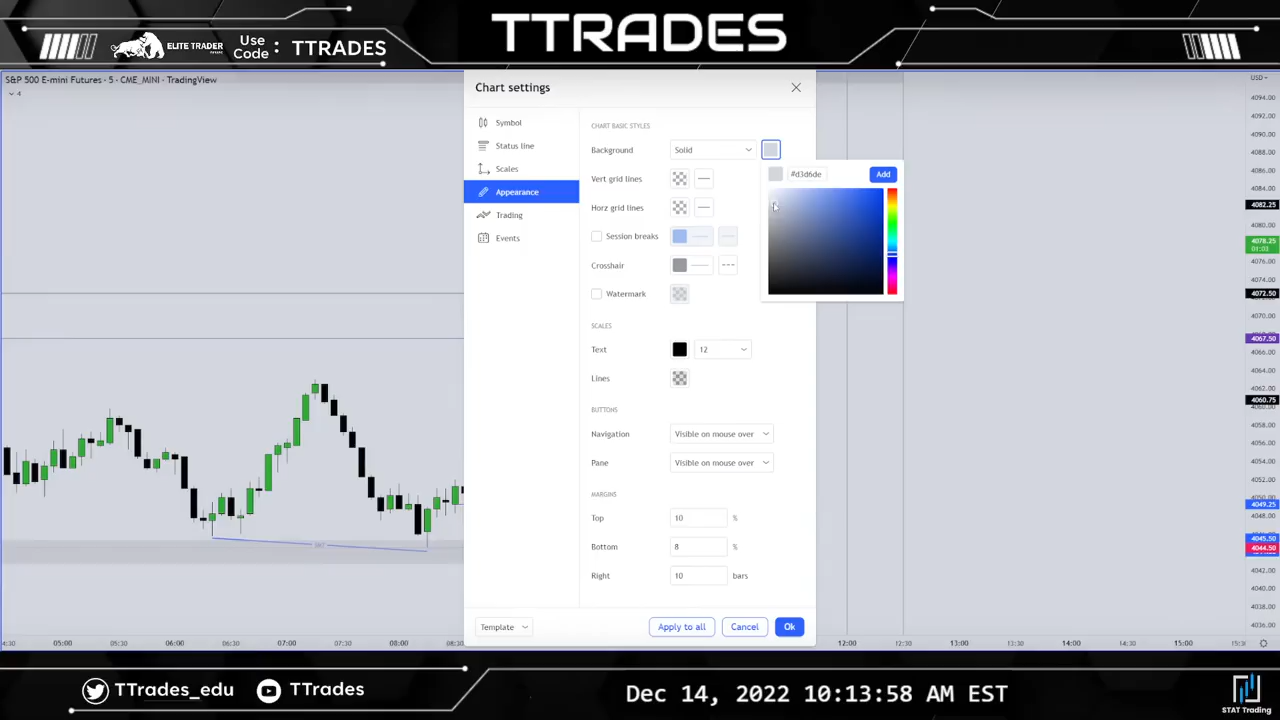 TTRADES
ELITE TRADER
Use Code : TTRADES
S&P 500 E-mini Futures · 5 · CME_MINI · TradingView
4
USD
Chart settings
Symbol
Status line
Scales
Appearance
Trading
Events
CHART BASIC STYLES
Background
Solid
#d3d6de
Add
Vert grid lines
Horz grid lines
Session breaks
Crosshair
Watermark
SCALES
Text
12
Lines
BUTTONS
Navigation
Visible on mouse over
Pane
Visible on mouse over
MARGINS
Top
10
%
Bottom
8
%
Right
10
bars
Template
Apply to all
Cancel
Ok
4094.00
4092.00
4090.00
4088.00
4086.00
4084.00
4082.25
4080.00
4078.25
01:03
4076.00
4074.00
4072.50
4070.00
4067.50
4066.00
4064.00
4062.00
4060.75
4058.00
4056.00
4054.00
4052.00
4049.25
4048.00
4045.50
4044.50
4042.00
4040.00
4038.00
4036.00
05:00
05:30
06:00
06:30
07:00
07:30
08:00
12:00
12:30
13:00
13:30
14:00
14:30
15:00
TTrades_edu
TTrades
Dec 14, 2022 10:13:58 AM EST
STAT Trading